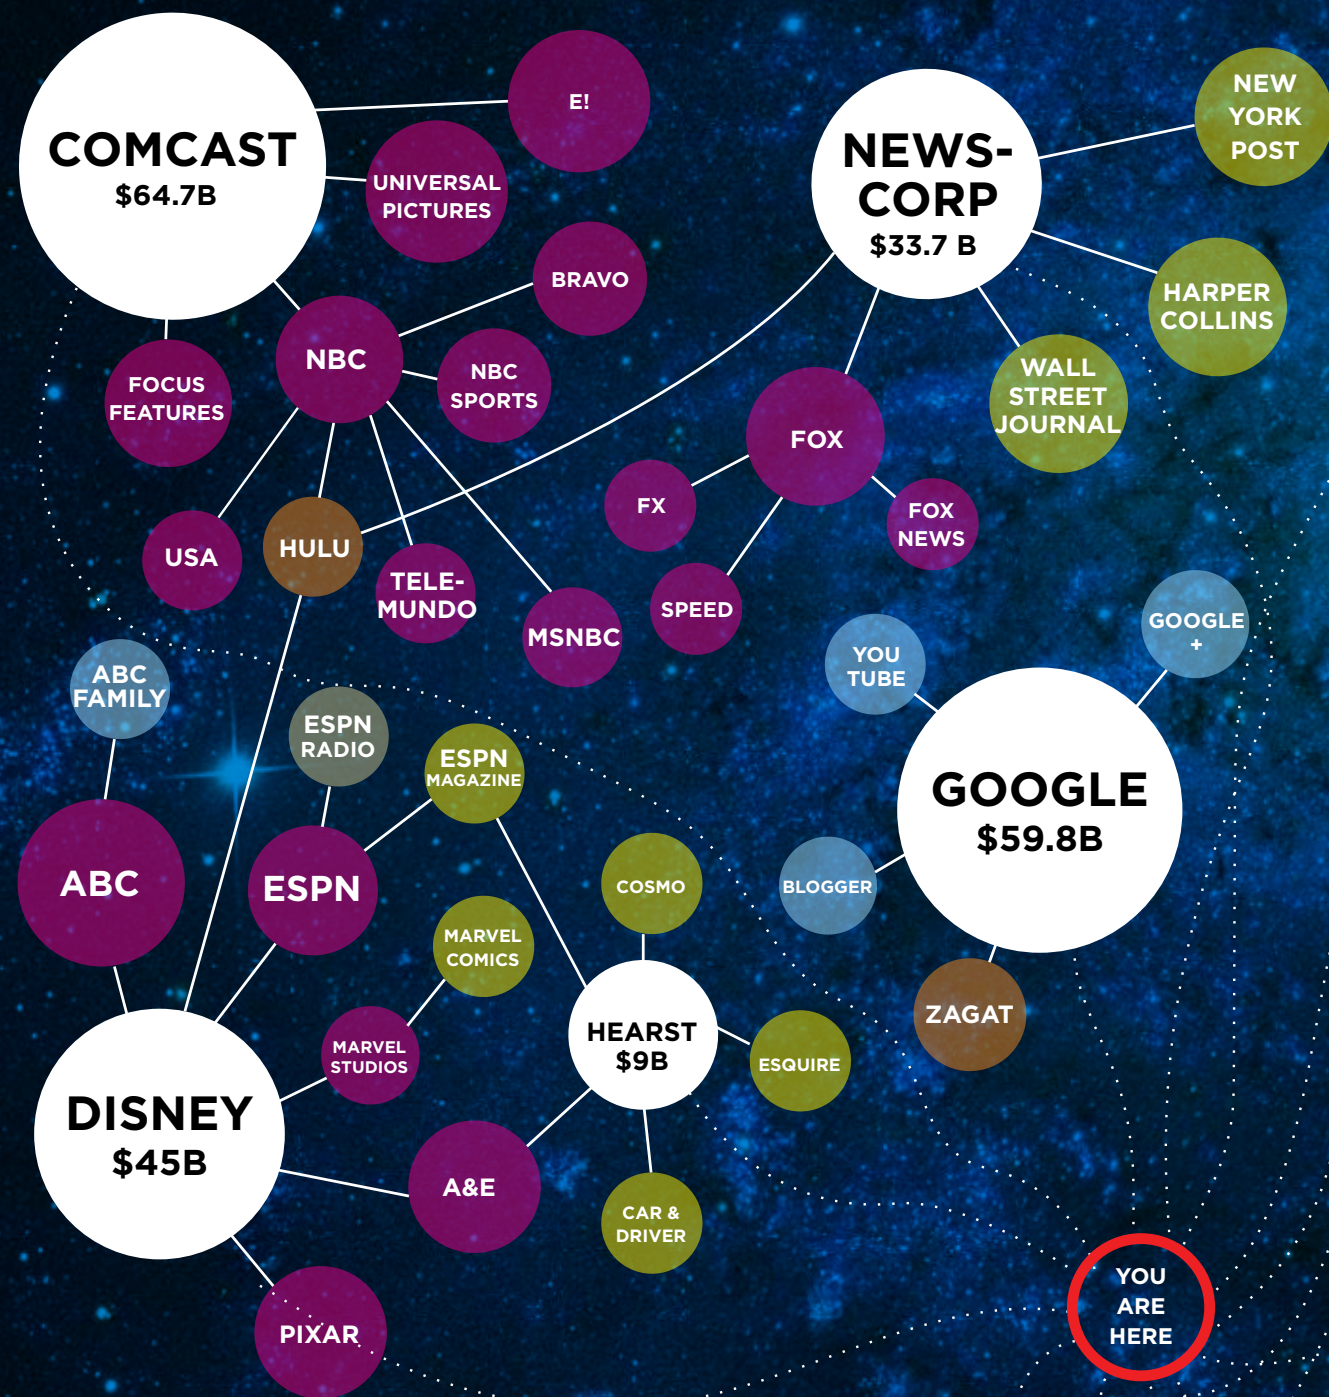 COMCAST
$64.7B
E!
UNIVERSAL
PICTURES
BRAVO
NBC
NBC
SPORTS
FOCUS
FEATURES
USA
HULU
TELE-
MUNDO
MSNBC
NEWS-
CORP
$33.7 B
NEW
YORK
POST
HARPER
COLLINS
WALL
STREET
JOURNAL
FOX
FX
FOX
NEWS
SPEED
YOU
TUBE
GOOGLE
+
GOOGLE
$59.8B
BLOGGER
ZAGAT
ABC
FAMILY
ESPN
RADIO
ESPN
MAGAZINE
ABC
ESPN
MARVEL
COMICS
MARVEL
STUDIOS
DISNEY
$45B
A&E
PIXAR
COSMO
HEARST
$9B
ESQUIRE
CAR &
DRIVER
YOU
ARE
HERE